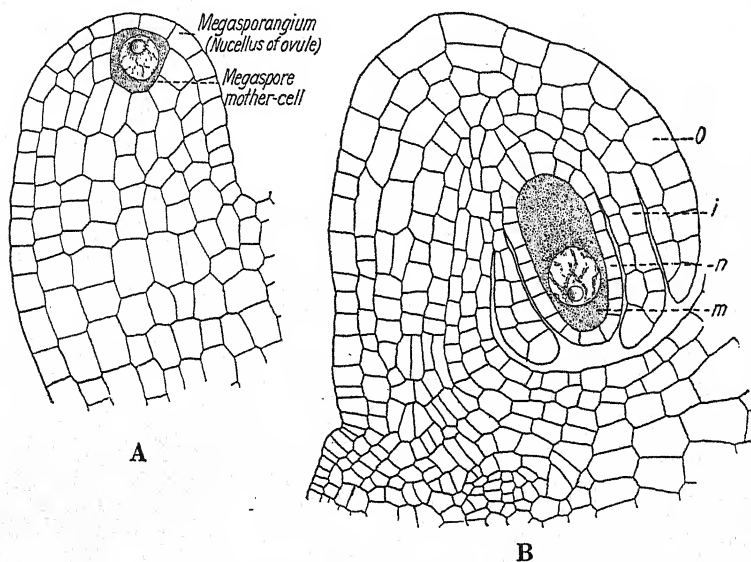 Megasporangium
(Nucellus of ovule)
Megaspore
mother-cell
O
i
n
m
A
B